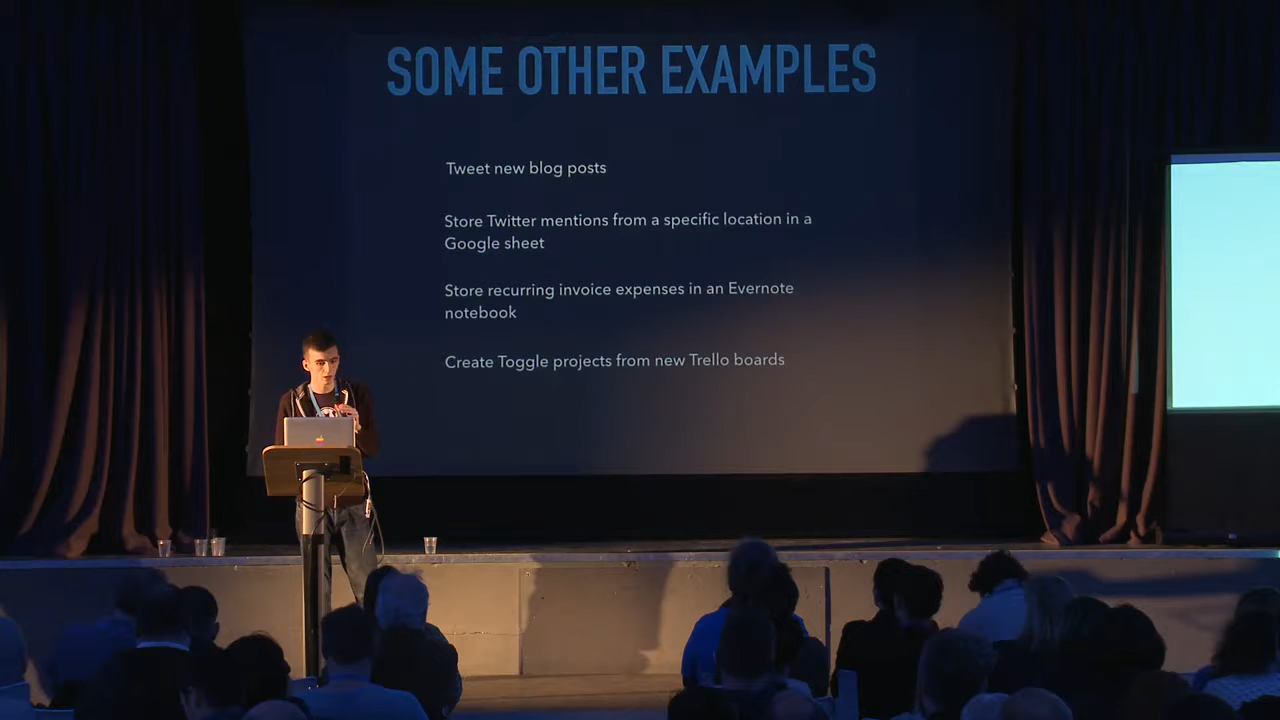 SOME OTHER EXAMPLES
Tweet new blog posts
Store Twitter mentions from a specific location in a
Google sheet
Store recurring invoice expenses in an Evernote
notebook
Create Toggle projects from new Trello boards